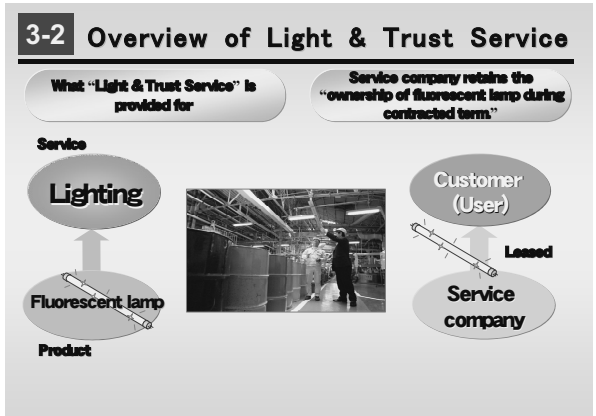 3-2 Overview of Light & Trust Service
What “Light & Trust Service” is
provided for
Service company retains the
“ownership of fluorescent lamp during
contracted term.”
Service
Lighting
Fluorescent lamp
Product
Customer
(User)
Leased
Service
company